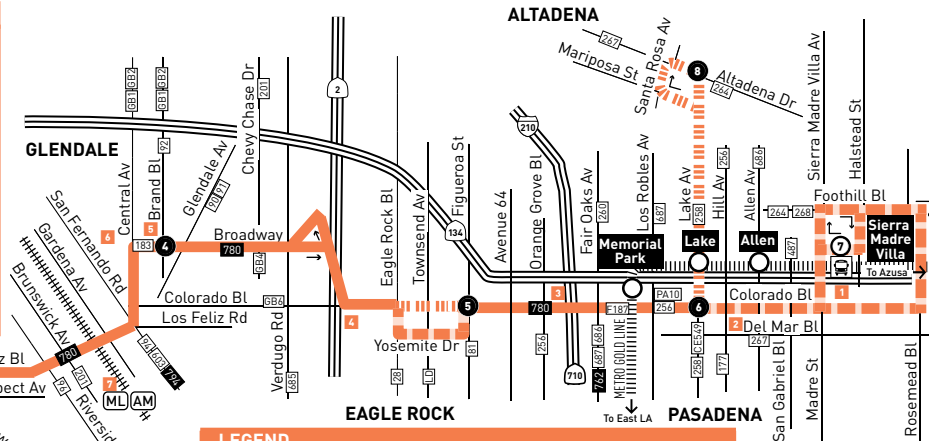 ALTADENA
267
Mariposa St
Santa Rosa Av
8
Altadena Dr
264
Sierra Madre Villa Av
Halstead St
GB1 GB2
GB1 GB2
201
2
210
GLENDALE
Central Av
Brand Bl
92
Glendale Av
90 91
Chevy Chase Dr
Eagle Rock Bl
Townsend Av
Figueroa St
134
Avenue 64
Orange Grove Bl
Fair Oaks Av
260
Los Robles Av
687
Lake Av
258
Hill Av
256
Allen Av
686
264 268
Foothill Bl
487
San Fernando Rd
Gardena Av
Brunswick Av
6
5
183
4
Broadway
780
GB4
Memorial
Park
Lake
Allen
7
Sierra
Madre
Villa
To Azusa
1
Colorado Bl
GB6
Los Feliz Rd
4
5
780
3
F187
PA10
256
6
Colorado Bl
2
Del Mar Bl
267
Yosemite Dr
z Bl
pect Av
780
201
96
Riverside
94 603 794
7
ML AM
Verdugo Rd
685
28
LD
81
256
710
686
687
762
METRO GOLD LINE
To East LA
CE549
258
177
San Gabriel Bl
Madre St
Rosemead Bl
EAGLE ROCK
PASADENA
LEGEND